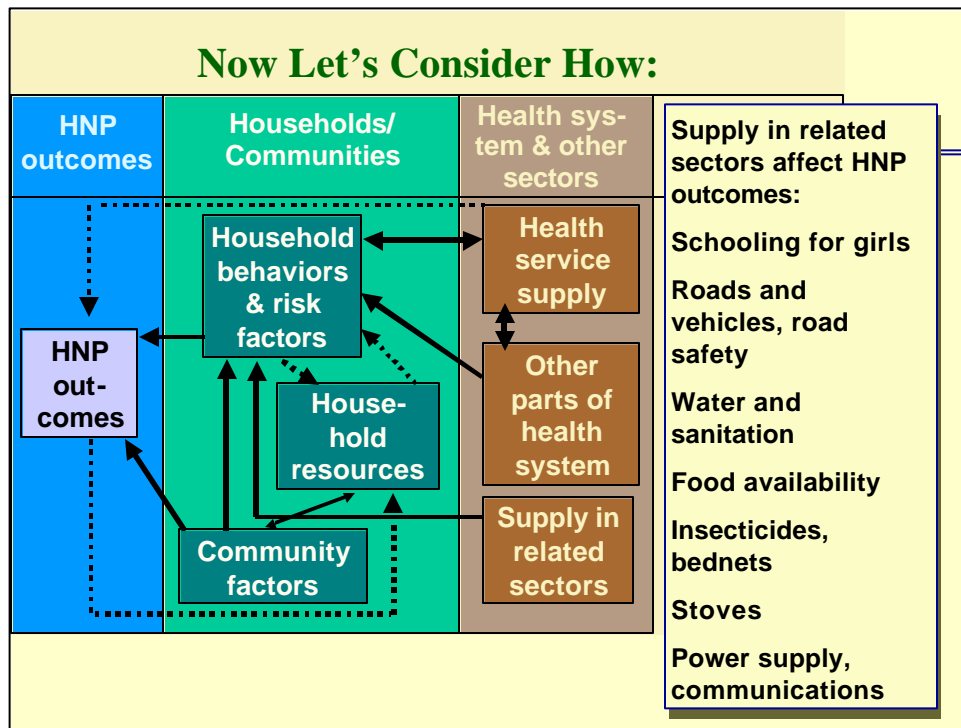 Now Let's Consider How:
HNP
outcomes
Households/
Communities
Health sys-
tem & other
sectors
Household
behaviors
& risk
factors
Health
service
supply
HNP
out-
comes
House-
hold
resources
Other
parts of
health
system
Community
factors
Supply in
related
sectors
Supply in related
sectors affect HNP
outcomes:
Schooling for girls
Roads and
vehicles, road
safety
Water and
sanitation
Food availability
Insecticides,
bednets
Stoves
Power supply,
communications